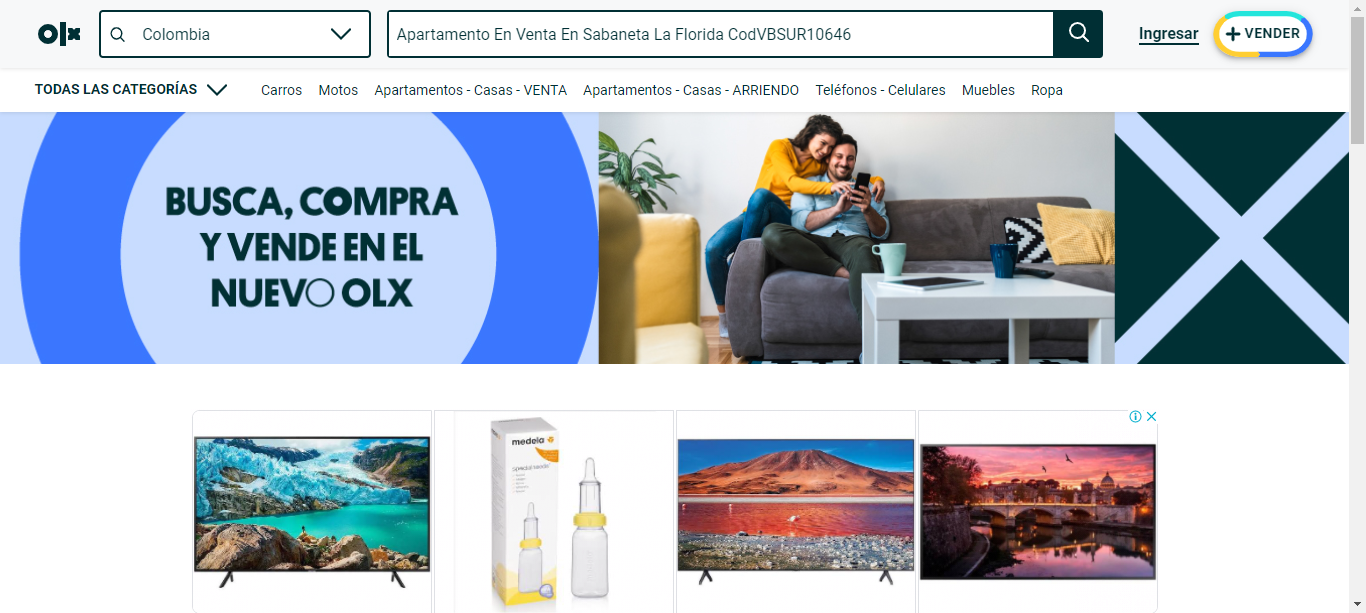 olx
Colombia
Apartamento En Venta En Sabaneta La Florida CodVBSUR10646
Ingresar
VENDER
TODAS LAS CATEGORÍAS
Carros
Motos
Apartamentos - Casas - VENTA
Apartamentos - Casas - ARRIENDO
Teléfonos - Celulares
Muebles
Ropa
BUSCA, COMPRA
Y VENDE EN EL
NUEVO OLX
medela